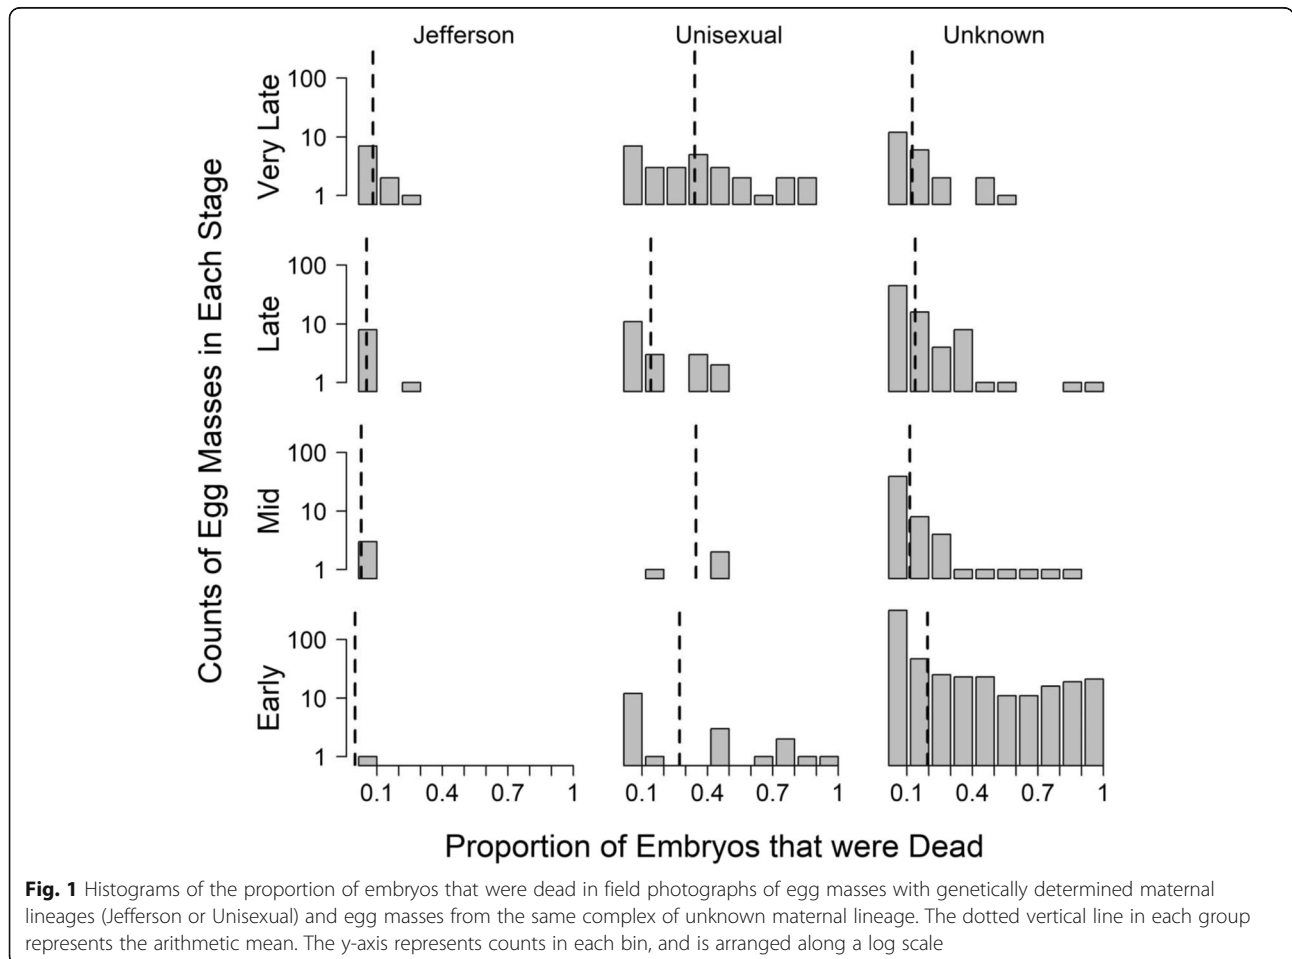 Jefferson Unisexual Unknown
Counts of Egg Masses in Each Stage
Very Late
100
10
1
Late
100
10
1
Mid
100
10
1
Early
100
10
1
0.1 0.4 0.7 1 0.1 0.4 0.7 1 0.1 0.4 0.7 1
Proportion of Embryos that were Dead
Fig. 1 Histograms of the proportion of embryos that were dead in field photographs of egg masses with genetically determined maternal
lineages (Jefferson or Unisexual) and egg masses from the same complex of unknown maternal lineage. The dotted vertical line in each group
represents the arithmetic mean. The y-axis represents counts in each bin, and is arranged along a log scale